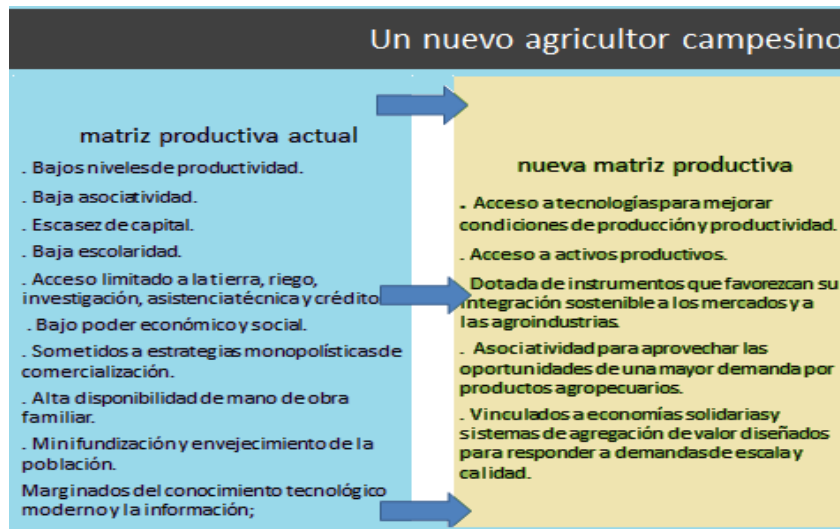 Un nuevo agricultor campesino
matriz productiva actual
. Bajos niveles de productividad.
. Baja asociatividad.
. Escasez de capital.
. Baja escolaridad.
. Acceso limitado a la tierra, riego,
investigación, asistencia técnica y crédito
. Bajo poder económico y social.
. Sometidos a estrategias monopolísticas de
comercialización.
. Alta disponibilidad de mano de obra
familiar.
. Minifundización y envejecimiento de la
población.
Marginados del conocimiento tecnológico
moderno y la información;
nueva matriz productiva
. Acceso a tecnologías para mejorar
condiciones de producción y productividad.
. Acceso a activos productivos.
Dotada de instrumentos que favorezcan su
integración sostenible a los mercados y a
las agroindustrias.
. Asociatividad para aprovechar las
oportunidades de una mayor demanda por
productos agropecuarios.
. Vinculados a economías solidarias y
sistemas de agregación de valor diseñados
para responder a demandas de escala y
calidad.